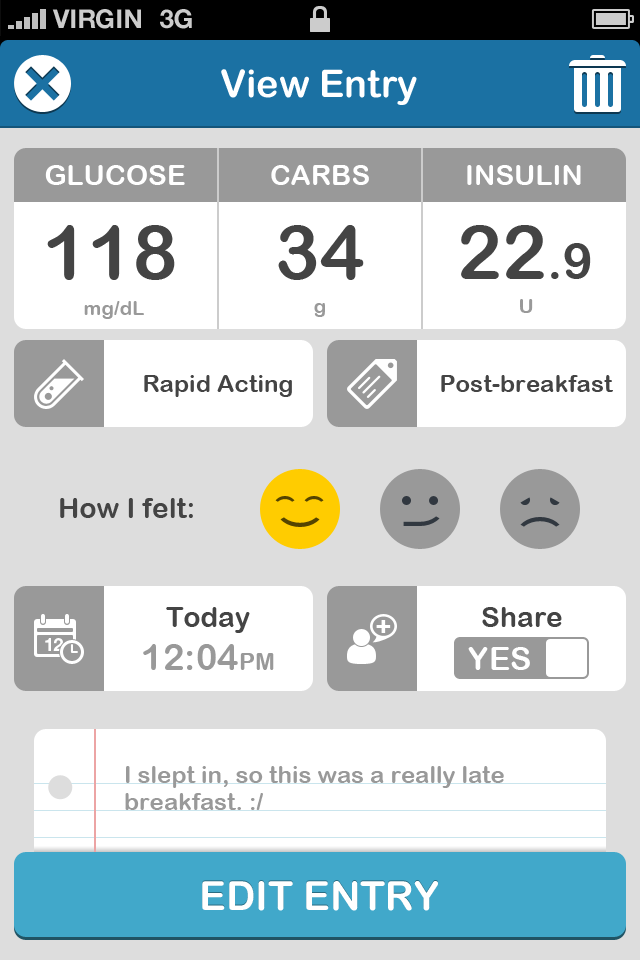 VIRGIN 3G
View Entry
GLUCOSE CARBS INSULIN
118 34 22.9
mg/dL g U
Rapid Acting Post-breakfast
How I felt:
Today Share
12 12:04PM YES
I slept in, so this was a really late
breakfast. :/
EDIT ENTRY